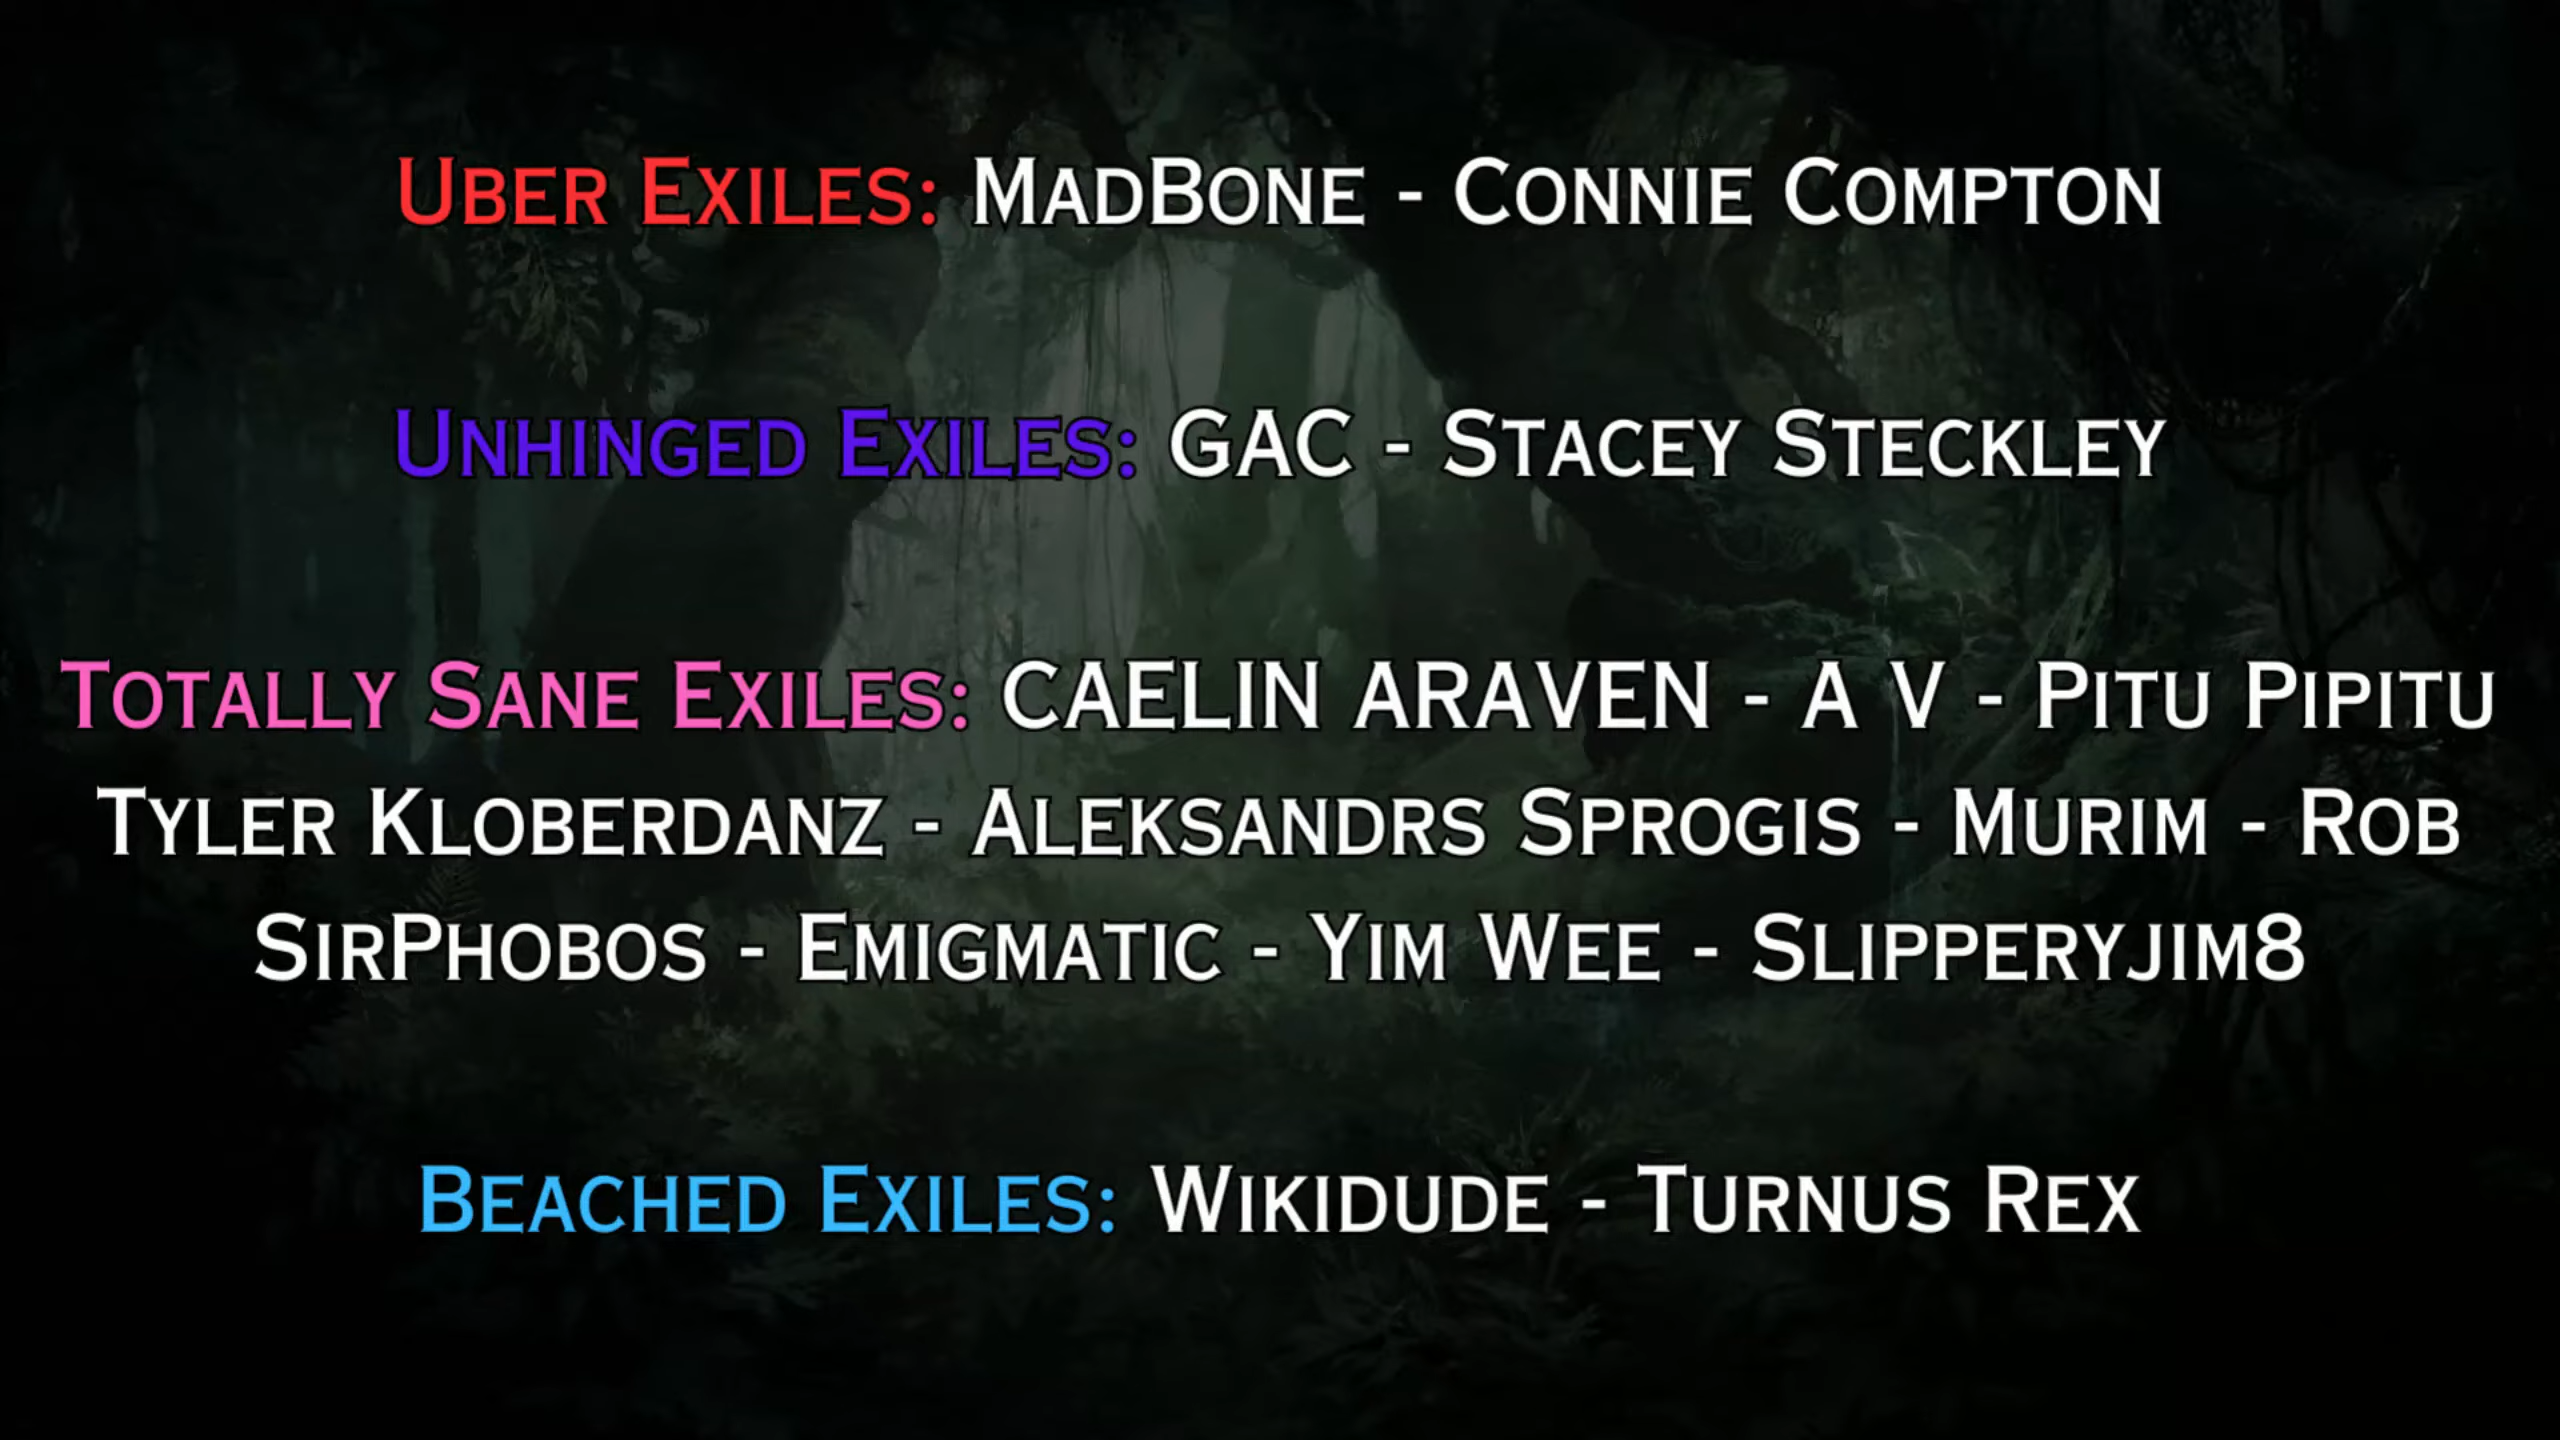 Uber Exiles: MadBone - Connie Compton
Unhinged Exiles: GAC - Stacey Steckley
Totally Sane Exiles: CAELIN ARAVEN - A V - Pitu Pipitu
Tyler Kloberdanz - Aleksandrs Sprogis - Murim - Rob
SirPhobos - Emigmatic - Yim Wee - Slipperyjim8
Beached Exiles: Wikidude - Turnus Rex